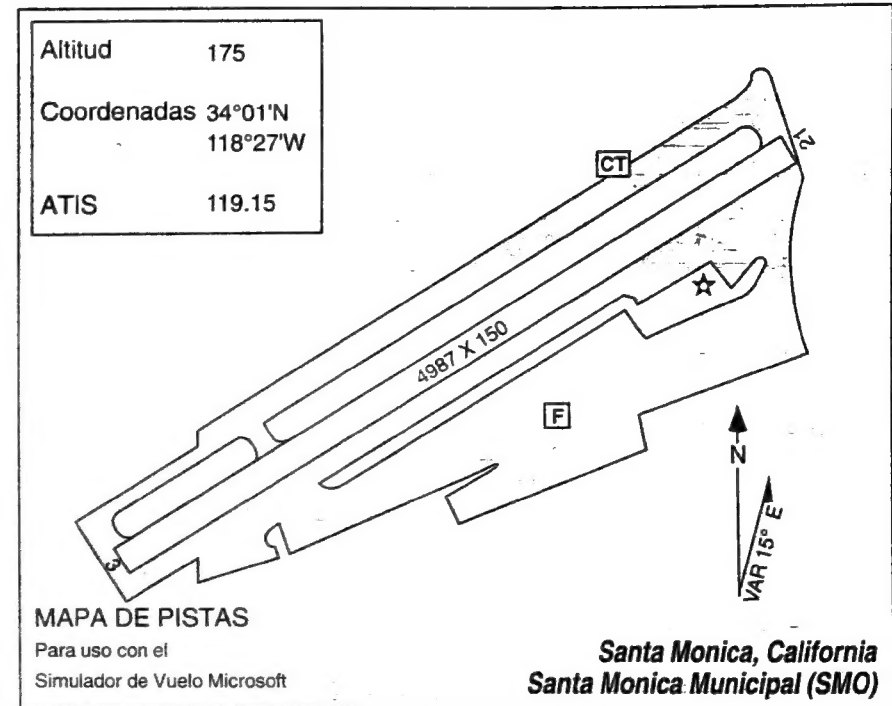 Altitud 175
Coordenadas 34°01'N
118°27'W
ATIS 119.15
CT
21
4987 X 150
F
N
VAR 15° E
3
MAPA DE PISTAS
Para uso con el
Simulador de Vuelo Microsoft
Santa Monica, California
Santa Monica Municipal (SMO)